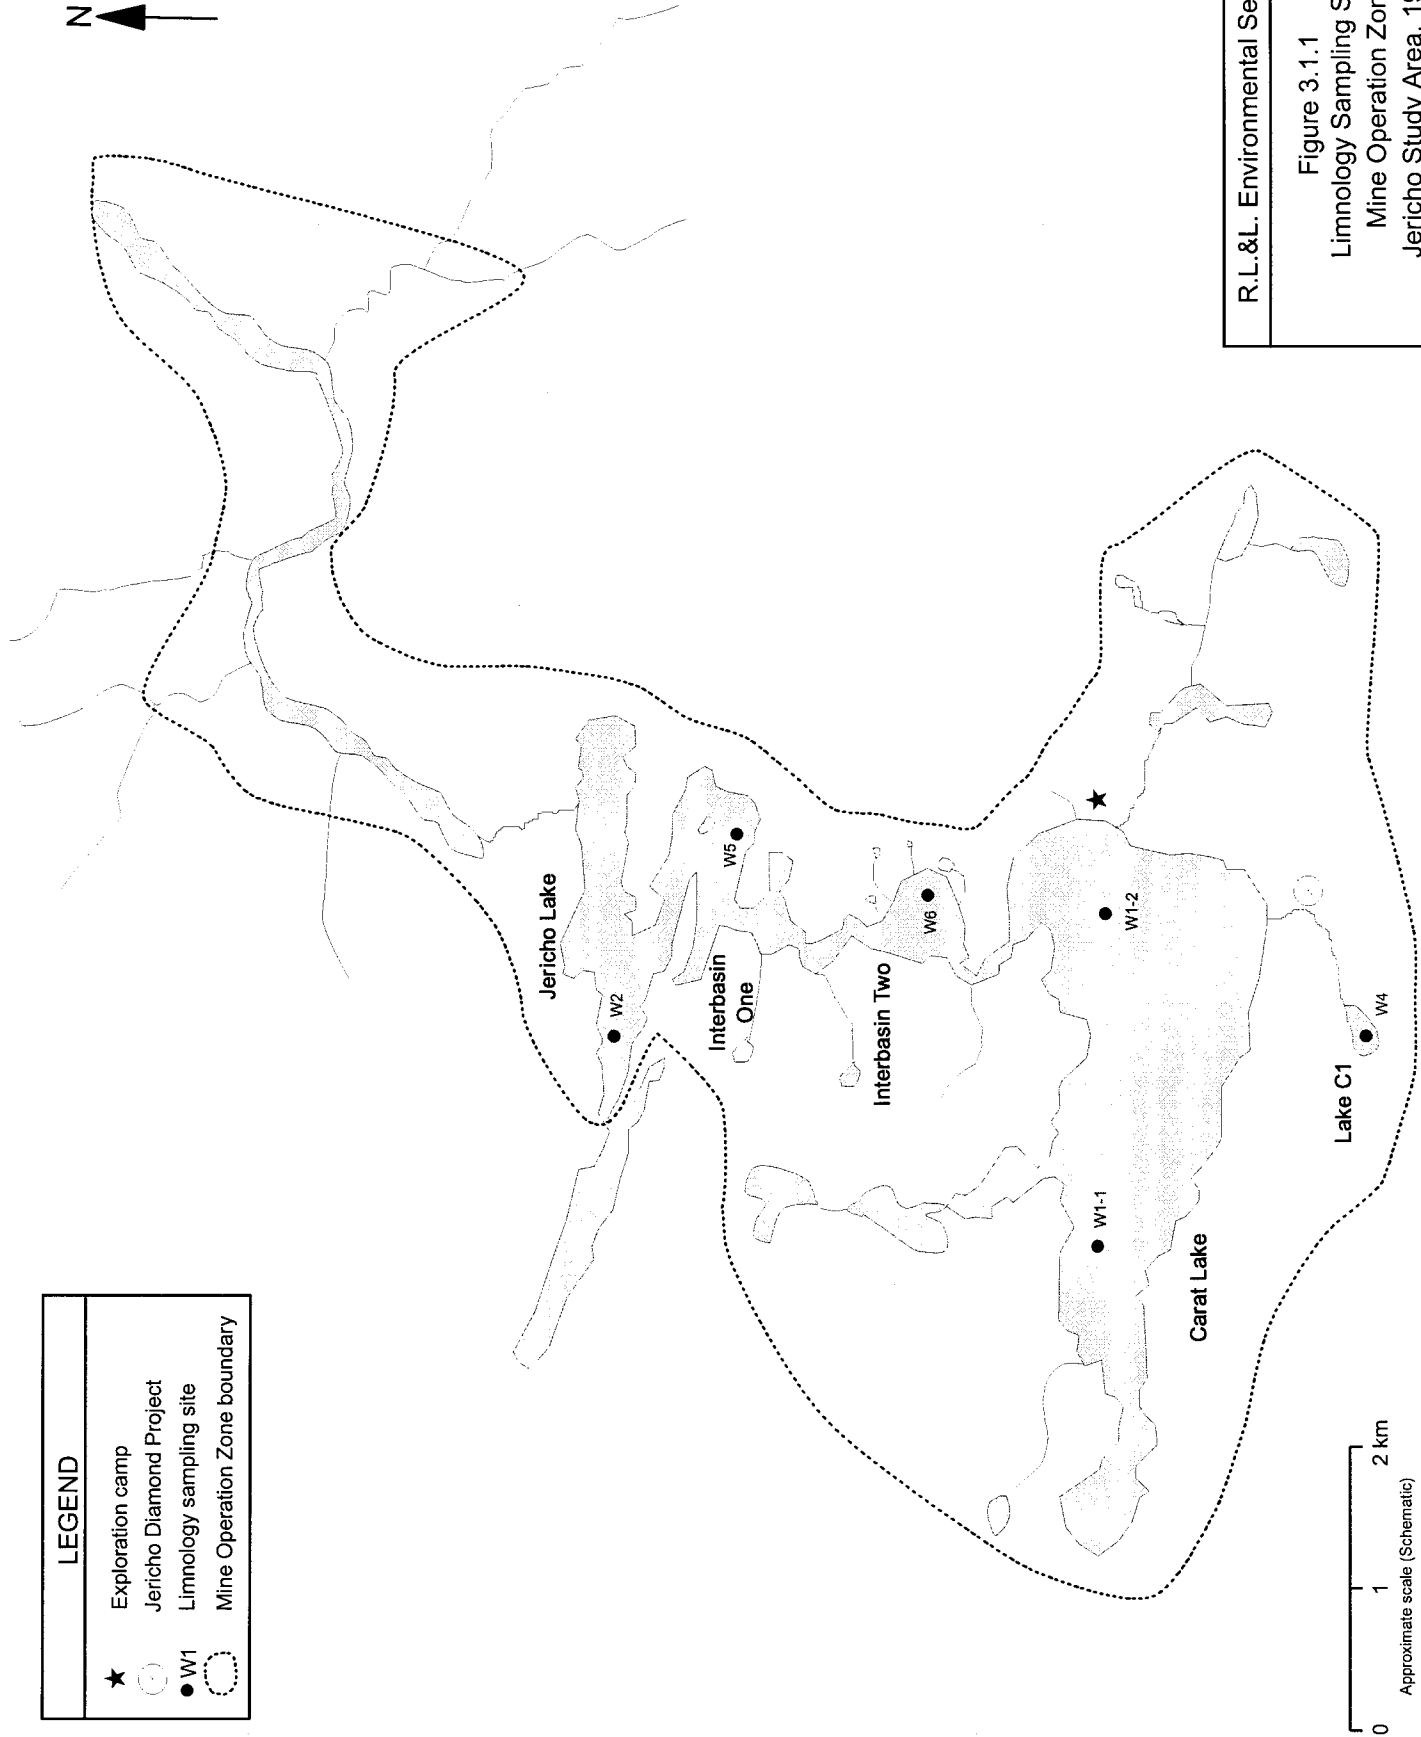 N
LEGEND
Exploration camp
Jericho Diamond Project
W1 Limnology sampling site
Mine Operation Zone boundary
Jericho Lake
W2
Interbasin
One
W5
Interbasin Two
W6
W1-2
W1-1
Carat Lake
Lake C1
W4
0 1 2 km
Approximate scale (Schematic)
R.L.&L. Environmental Se
Figure 3.1.1
Limnology Sampling S
Mine Operation Zon
Jericho Study Area, 19